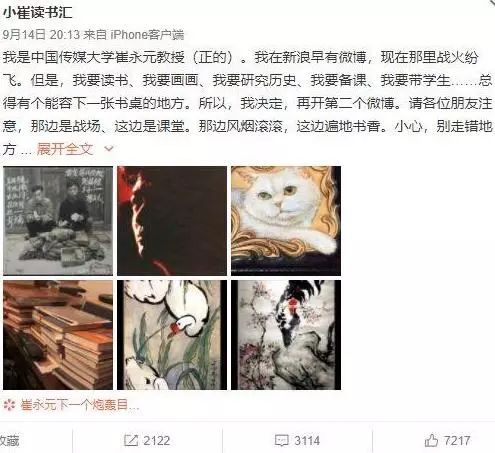 小崔读书汇
9月14日 20:13 来自 iPhone客户端
我是中国传媒大学崔永元教授（正的）。我在新浪早有微博，现在那里战火纷
飞。但是，我要读书、我要画画、我要研究历史、我要备课、我要带学生……总
得有个能容下一张书桌的地方。所以，我决定，再开第二个微博。请各位朋友注
意，那边是战场、这边是课堂。那边风烟滚滚，这边遍地书香。小心，别走错地
方 ... 展开全文
崔永元下一个炮轰目...
收藏
2122
3114
7217